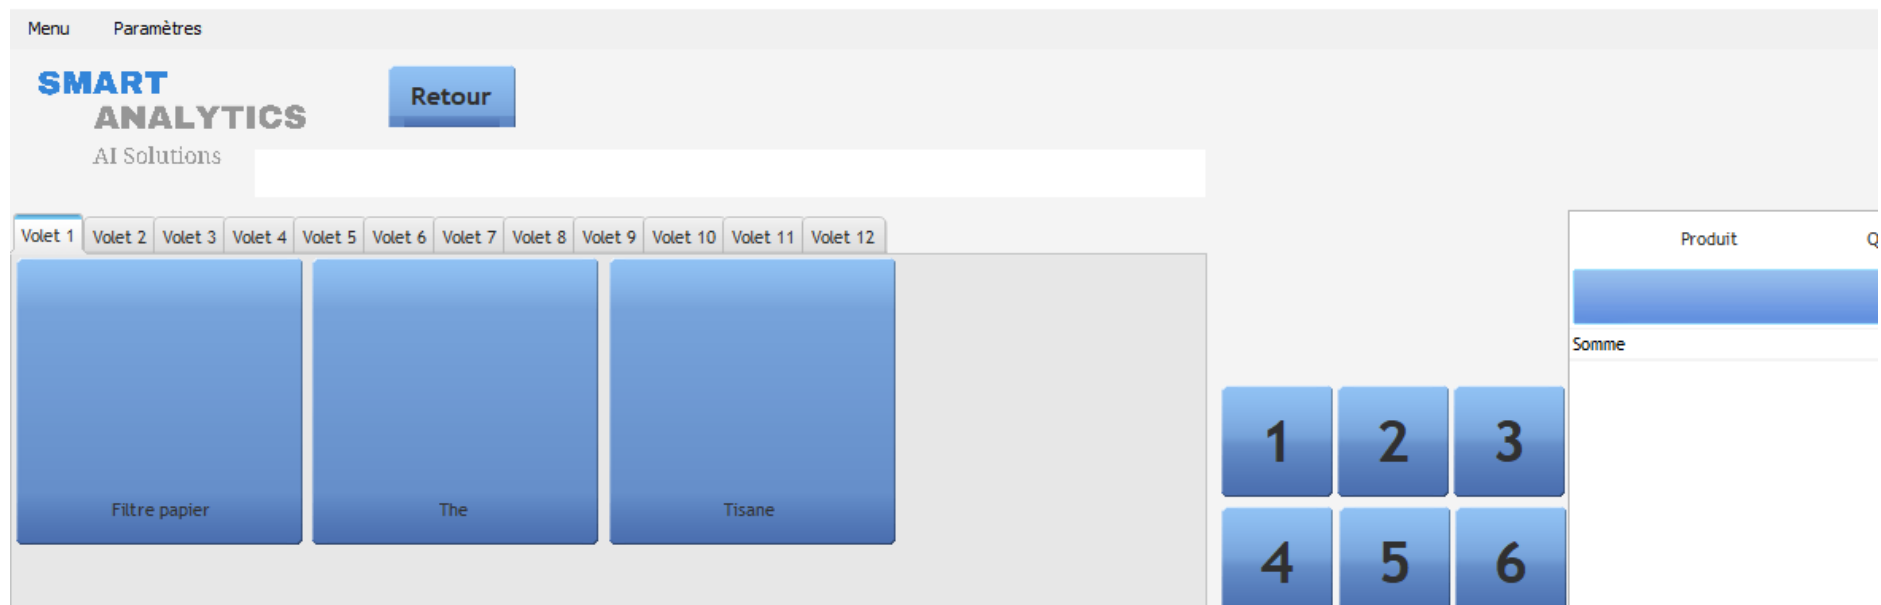 Menu Paramètres
SMART
ANALYTICS
AI Solutions
Retour
Volet 1 Volet 2 Volet 3 Volet 4 Volet 5 Volet 6 Volet 7 Volet 8 Volet 9 Volet 10 Volet 11 Volet 12
Filtre papier The Tisane
1 2 3
4 5 6
Produit Q
Somme